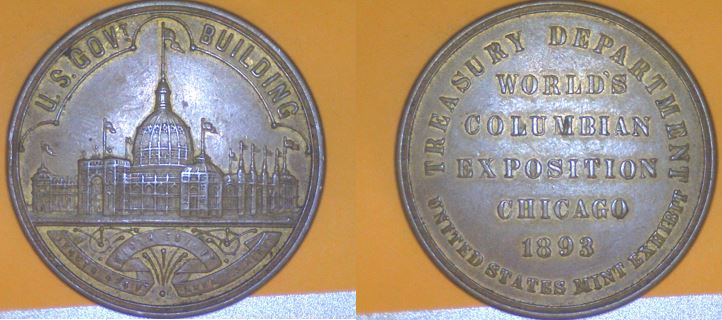 U.S. GOVT BUILDING
TREASURY DEPARTMENT
WORLD'S
COLUMBIAN
EXPOSITION
CHICAGO
1893
UNITED STATES MINT EXHIBIT